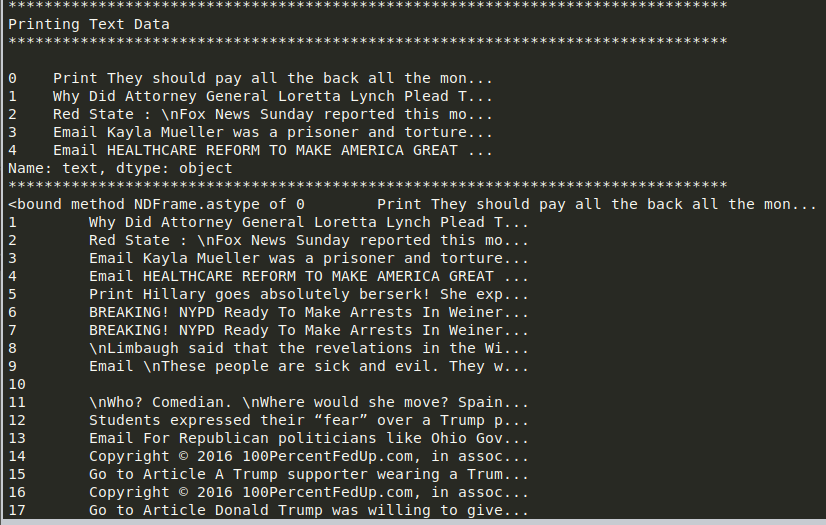 ********************************************************************************
Printing Text Data
********************************************************************************
0    Print They should pay all the back all the mon...
1    Why Did Attorney General Loretta Lynch Plead T...
2    Red State : \nFox News Sunday reported this mo...
3    Email Kayla Mueller was a prisoner and torture...
4    Email HEALTHCARE REFORM TO MAKE AMERICA GREAT ...
Name: text, dtype: object
********************************************************************************
<bound method NDFrame.astype of 0        Print They should pay all the back all the mon...
1        Why Did Attorney General Loretta Lynch Plead T...
2        Red State : \nFox News Sunday reported this mo...
3        Email Kayla Mueller was a prisoner and torture...
4        Email HEALTHCARE REFORM TO MAKE AMERICA GREAT ...
5        Print Hillary goes absolutely berserk! She exp...
6        BREAKING! NYPD Ready To Make Arrests In Weiner...
7        BREAKING! NYPD Ready To Make Arrests In Weiner...
8        \nLimbaugh said that the revelations in the Wi...
9        Email \nThese people are sick and evil. They w...
10
11       \nWho? Comedian. \nWhere would she move? Spain...
12       Students expressed their “fear” over a Trump p...
13       Email For Republican politicians like Ohio Gov...
14       Copyright © 2016 100PercentFedUp.com, in assoc...
15       Go to Article A Trump supporter wearing a Trum...
16       Copyright © 2016 100PercentFedUp.com, in assoc...
17       Go to Article Donald Trump was willing to give...